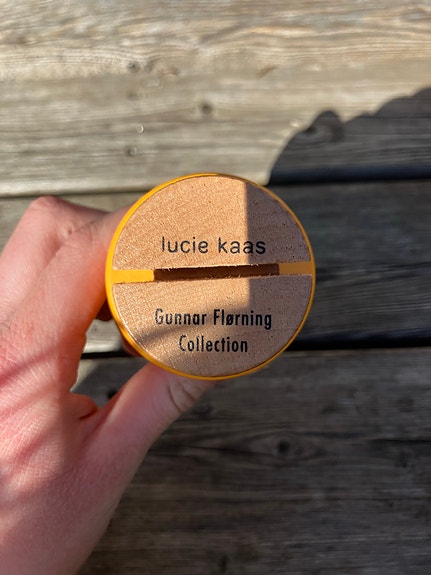 lucie kaas
Gunnar Flørning
Collection